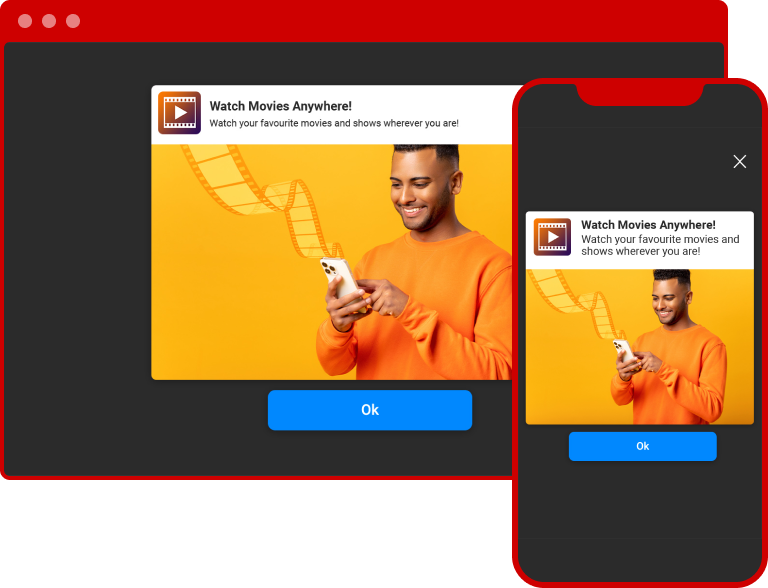 Watch Movies Anywhere!
Watch your favourite movies and shows wherever you are!
Ok
Watch Movies Anywhere!
Watch your favourite movies and
shows wherever you are!
Ok